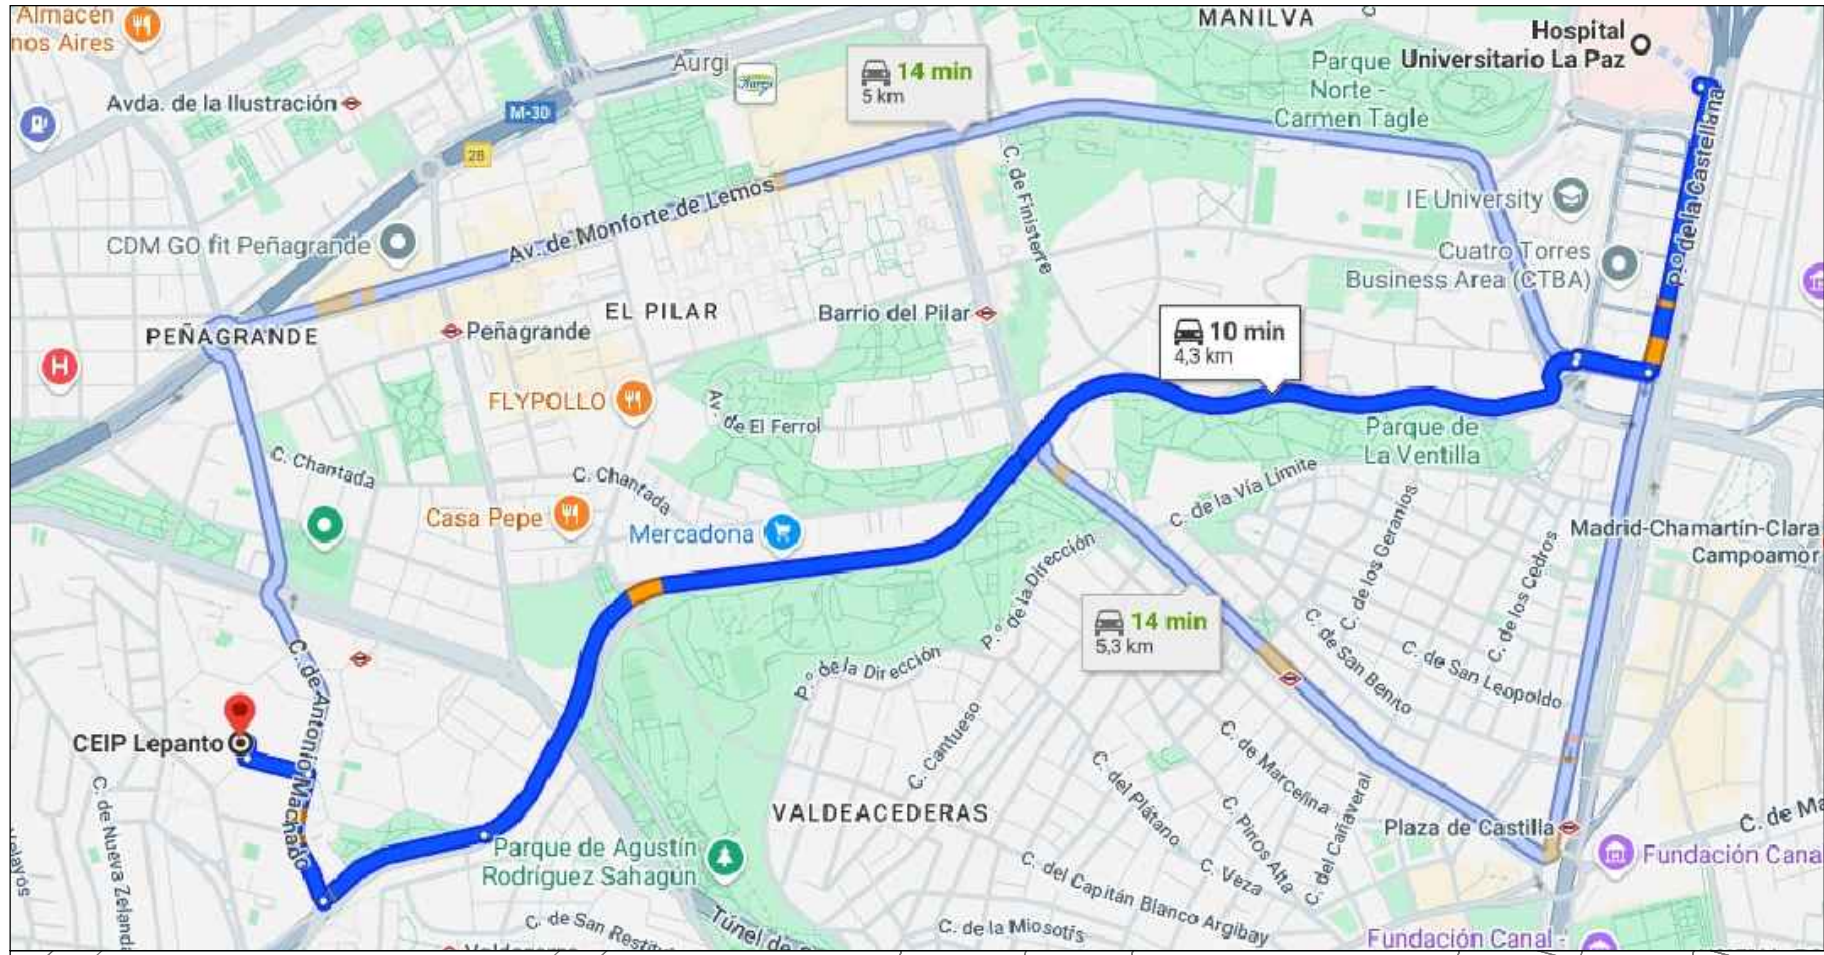 Almacén
nos Aires
Avda. de la Ilustración
M-30
28
Aurgi
14 min
5 km
MANILVA
Parque
Norte -
Carmen Tagle
Hospital
Universitario La Paz
P.º de la Castellana
C. de Finisterre
IE University
Cuatro Torres
Business Area (CTBA)
CDM GO fit Peñagrande
Av. de Monforte de Lemos
EL PILAR
Barrio del Pilar
PEÑAGRANDE
Peñagrande
H
10 min
4,3 km
FLYPOLLO
Av.
de El Ferrol
Parque de
La Ventilla
C. Chantada
C. Chantada
C. de la Vía Límite
Casa Pepe
Mercadona
C. de los Geranios
C. de los Cedros
Madrid-Chamartín-Clara
Campoamor
P.º de la Dirección
P.º de la Dirección
14 min
5,3 km
C. de San Benito
C. de San Leopoldo
C. de Antonio Machado
CEIP Lepanto
C. Cantueso
C. de Marcelina
C. del Plátano
C. Pinos Alta
C. del Cañaveral
C. de Nueva Zelanda
VALDEACEDERAS
Plaza de Castilla
C. de Ma
Parque de Agustín
Rodríguez Sahagún
Fundación Cana
C. Veza
C. del Capitán Blanco Argibay
C. de la Miosotis
C. de San Restitu
Túnel de
Fundación Canal -